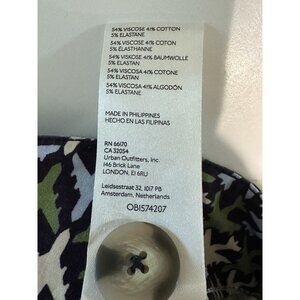 54% VISCOSE 41% COTTON
5% ELASTANE
54% VISCOSE 41% COTON
5% ELASTHANNE
54% VISKOSE 41% BAUMWOLLE
5% ELASTAN
54% VISCOSA 41% COTONE
5% ELASTAN
54% VISCOSA 41% ALGODÓN
5% ELASTANE
MADE IN PHILIPPINES
HECHO EN LAS FILIPINAS
RN 66170
CA 32054
Urban Outfitters, Inc.
146 Brick Lane
LONDON, E1 6RU
Leidsestraat 32, 1017 PB
Amsterdam, Netherlands
OB1574207